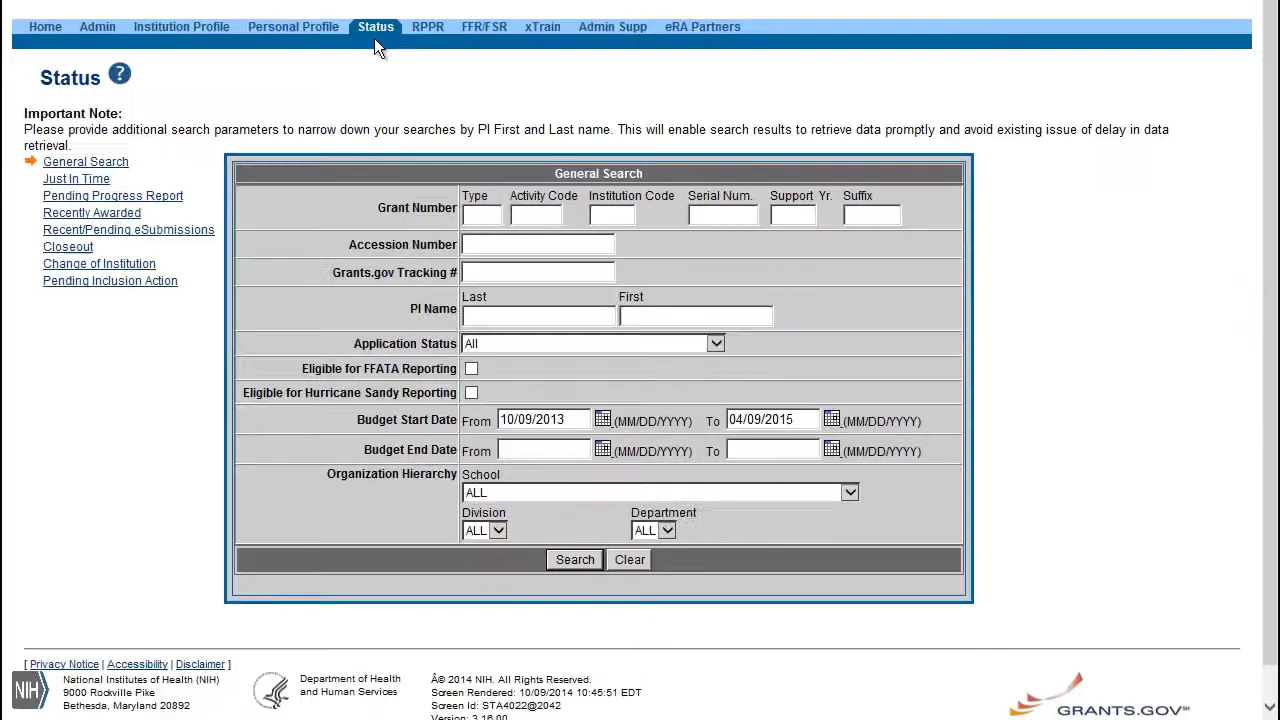 Home Admin Institution Profile Personal Profile Status RPPR FFR/FSR xTrain Admin Supp eRA Partners
Status ?
Important Note:
Please provide additional search parameters to narrow down your searches by PI First and Last name. This will enable search results to retrieve data promptly and avoid existing issue of delay in data
retrieval.
General Search
Just In Time
Pending Progress Report
Recently Awarded
Recent/Pending eSubmissions
Closeout
Change of Institution
Pending Inclusion Action
General Search
Type Activity Code Institution Code Serial Num. Support Yr. Suffix
Grant Number
Accession Number
Grants.gov Tracking #
Last First
PI Name
Application Status All
Eligible for FFATA Reporting
Eligible for Hurricane Sandy Reporting
Budget Start Date From 10/09/2013 (MM/DD/YYYY) To 04/09/2015 (MM/DD/YYYY)
Budget End Date From (MM/DD/YYYY) To (MM/DD/YYYY)
Organization Hierarchy School
ALL
Division Department
ALL ALL
Search Clear
[ Privacy Notice | Accessibility | Disclaimer ]
NIH
National Institutes of Health (NIH)
9000 Rockville Pike
Bethesda, Maryland 20892
Department of Health
and Human Services
Â© 2014 NIH. All Rights Reserved.
Screen Rendered: 10/09/2014 10:45:51 EDT
Screen Id: STA4022@2042
Version: 3.16.00
GRANTS.GOV℠